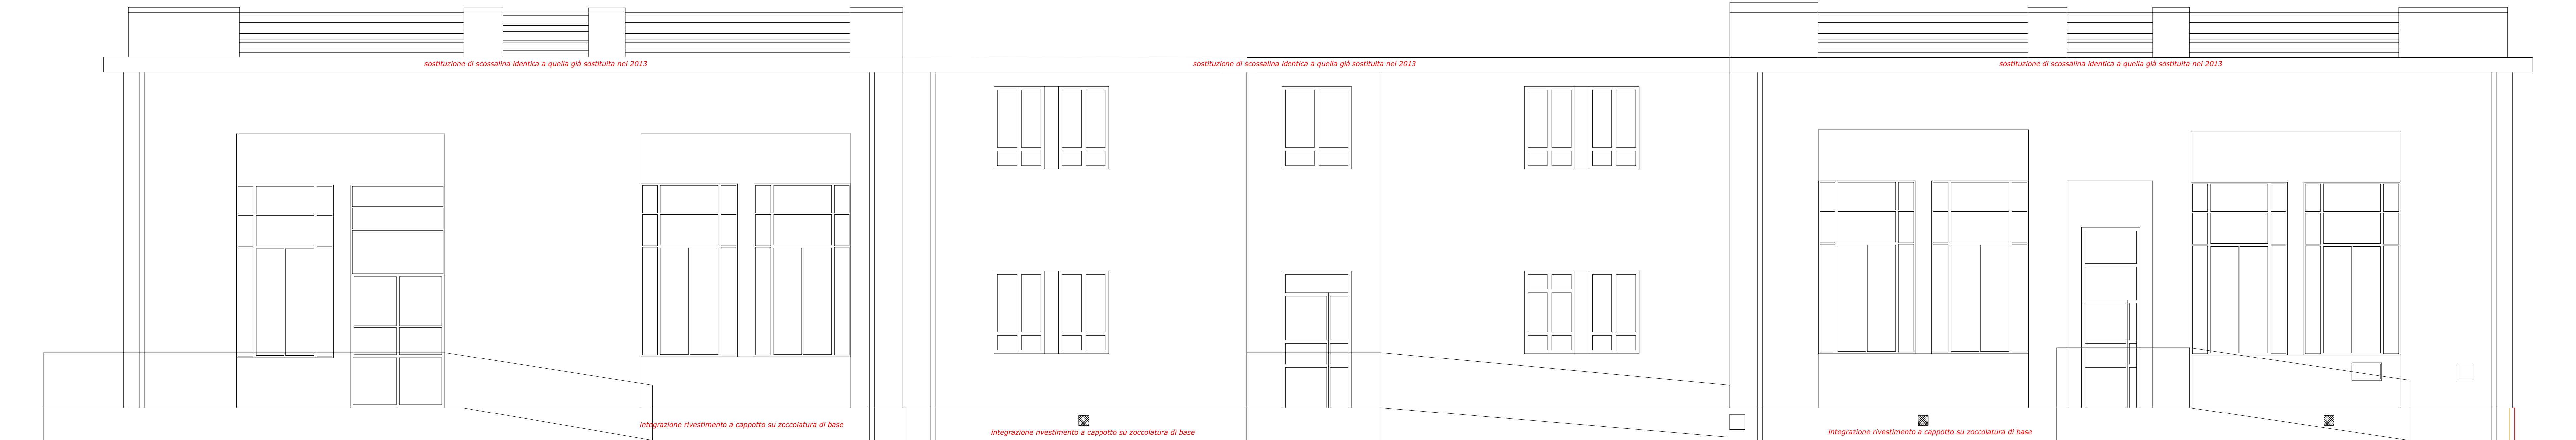 sostituzione di scossalina identica a quella già sostituita nel 2013
sostituzione di scossalina identica a quella già sostituita nel 2013
sostituzione di scossalina identica a quella già sostituita nel 2013
integrazione rivestimento a cappotto su zoccolatura di base
integrazione rivestimento a cappotto su zoccolatura di base
integrazione rivestimento a cappotto su zoccolatura di base